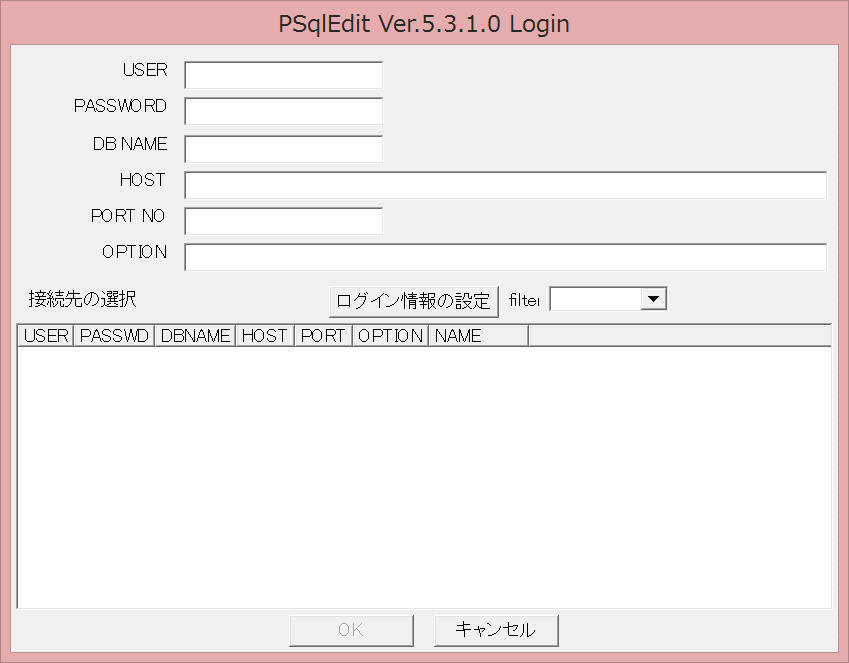 PSqlEdit Ver.5.3.1.0 Login
USER
PASSWORD
DB NAME
HOST
PORT NO
OPTION
接続先の選択 ログイン情報の設定 filter
USER PASSWD DBNAME HOST PORT OPTION NAME
OK キャンセル